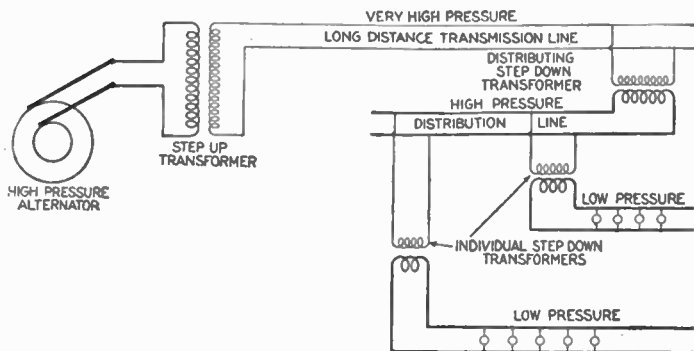 VERY HIGH PRESSURE
LONG DISTANCE TRANSMISSION LINE
DISTRIBUTING
STEP DOWN
TRANSFORMER
HIGH PRESSURE
DISTRIBUTION LINE
STEP UP
TRANSFORMER
HIGH PRESSURE
ALTERNATOR
LOW PRESSURE
INDIVIDUAL STEP DOWN
TRANSFORMERS
LOW PRESSURE